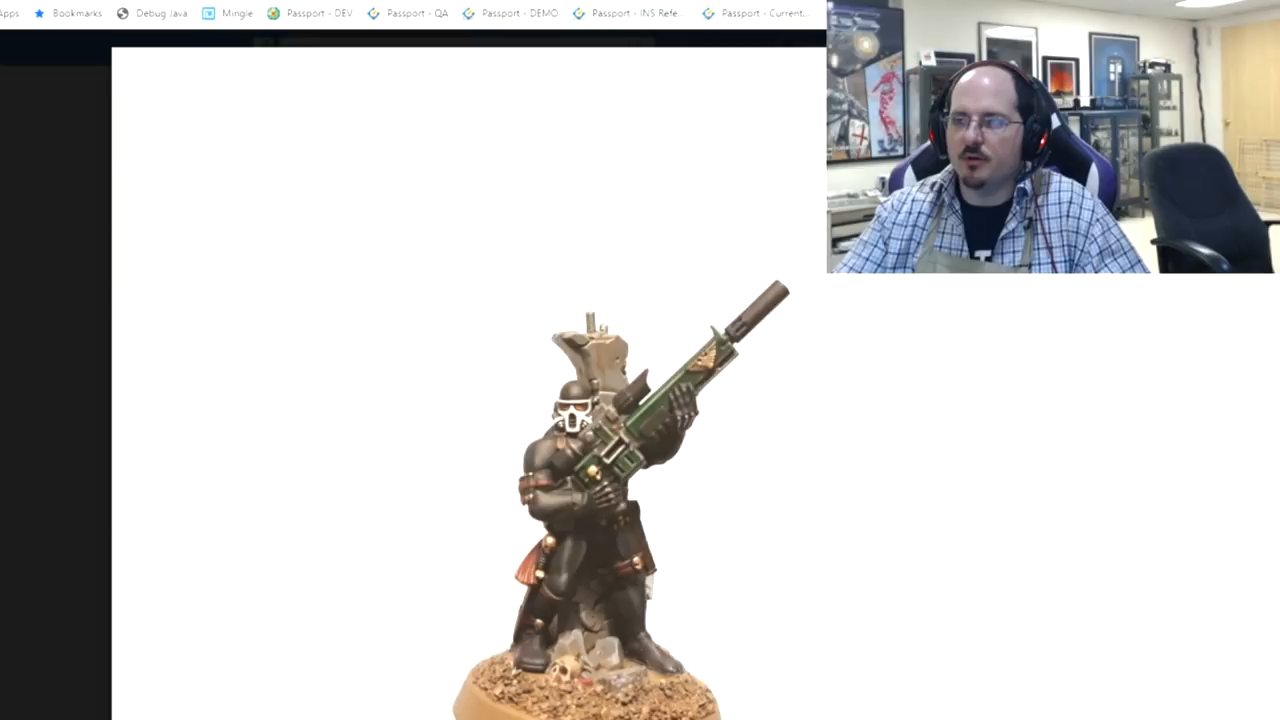 Apps Bookmarks Debug Java Mingle Passport - DEV Passport - QA Passport - DEMO Passport - INS Refe... Passport - Current,...